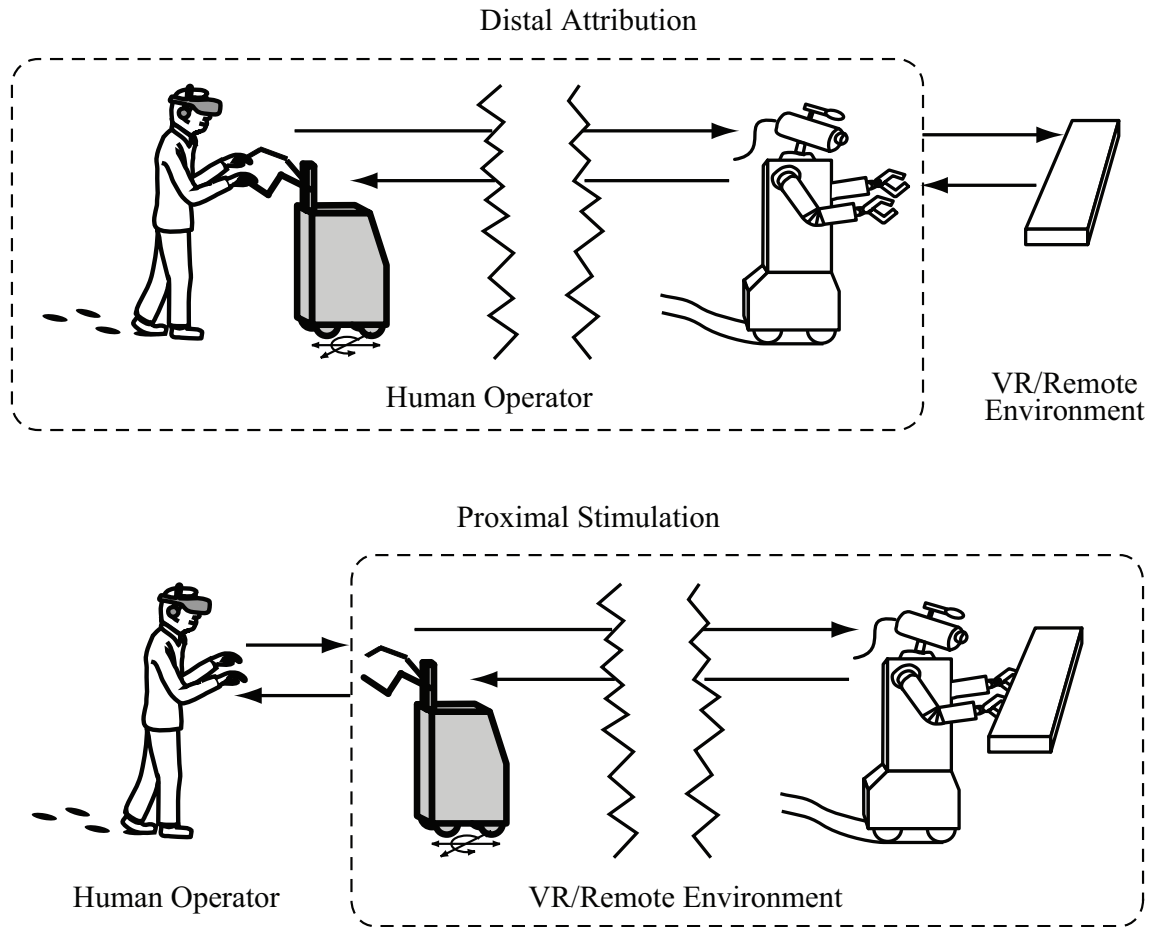 Distal Attribution
Human Operator
VR/Remote
Environment
Proximal Stimulation
Human Operator
VR/Remote Environment